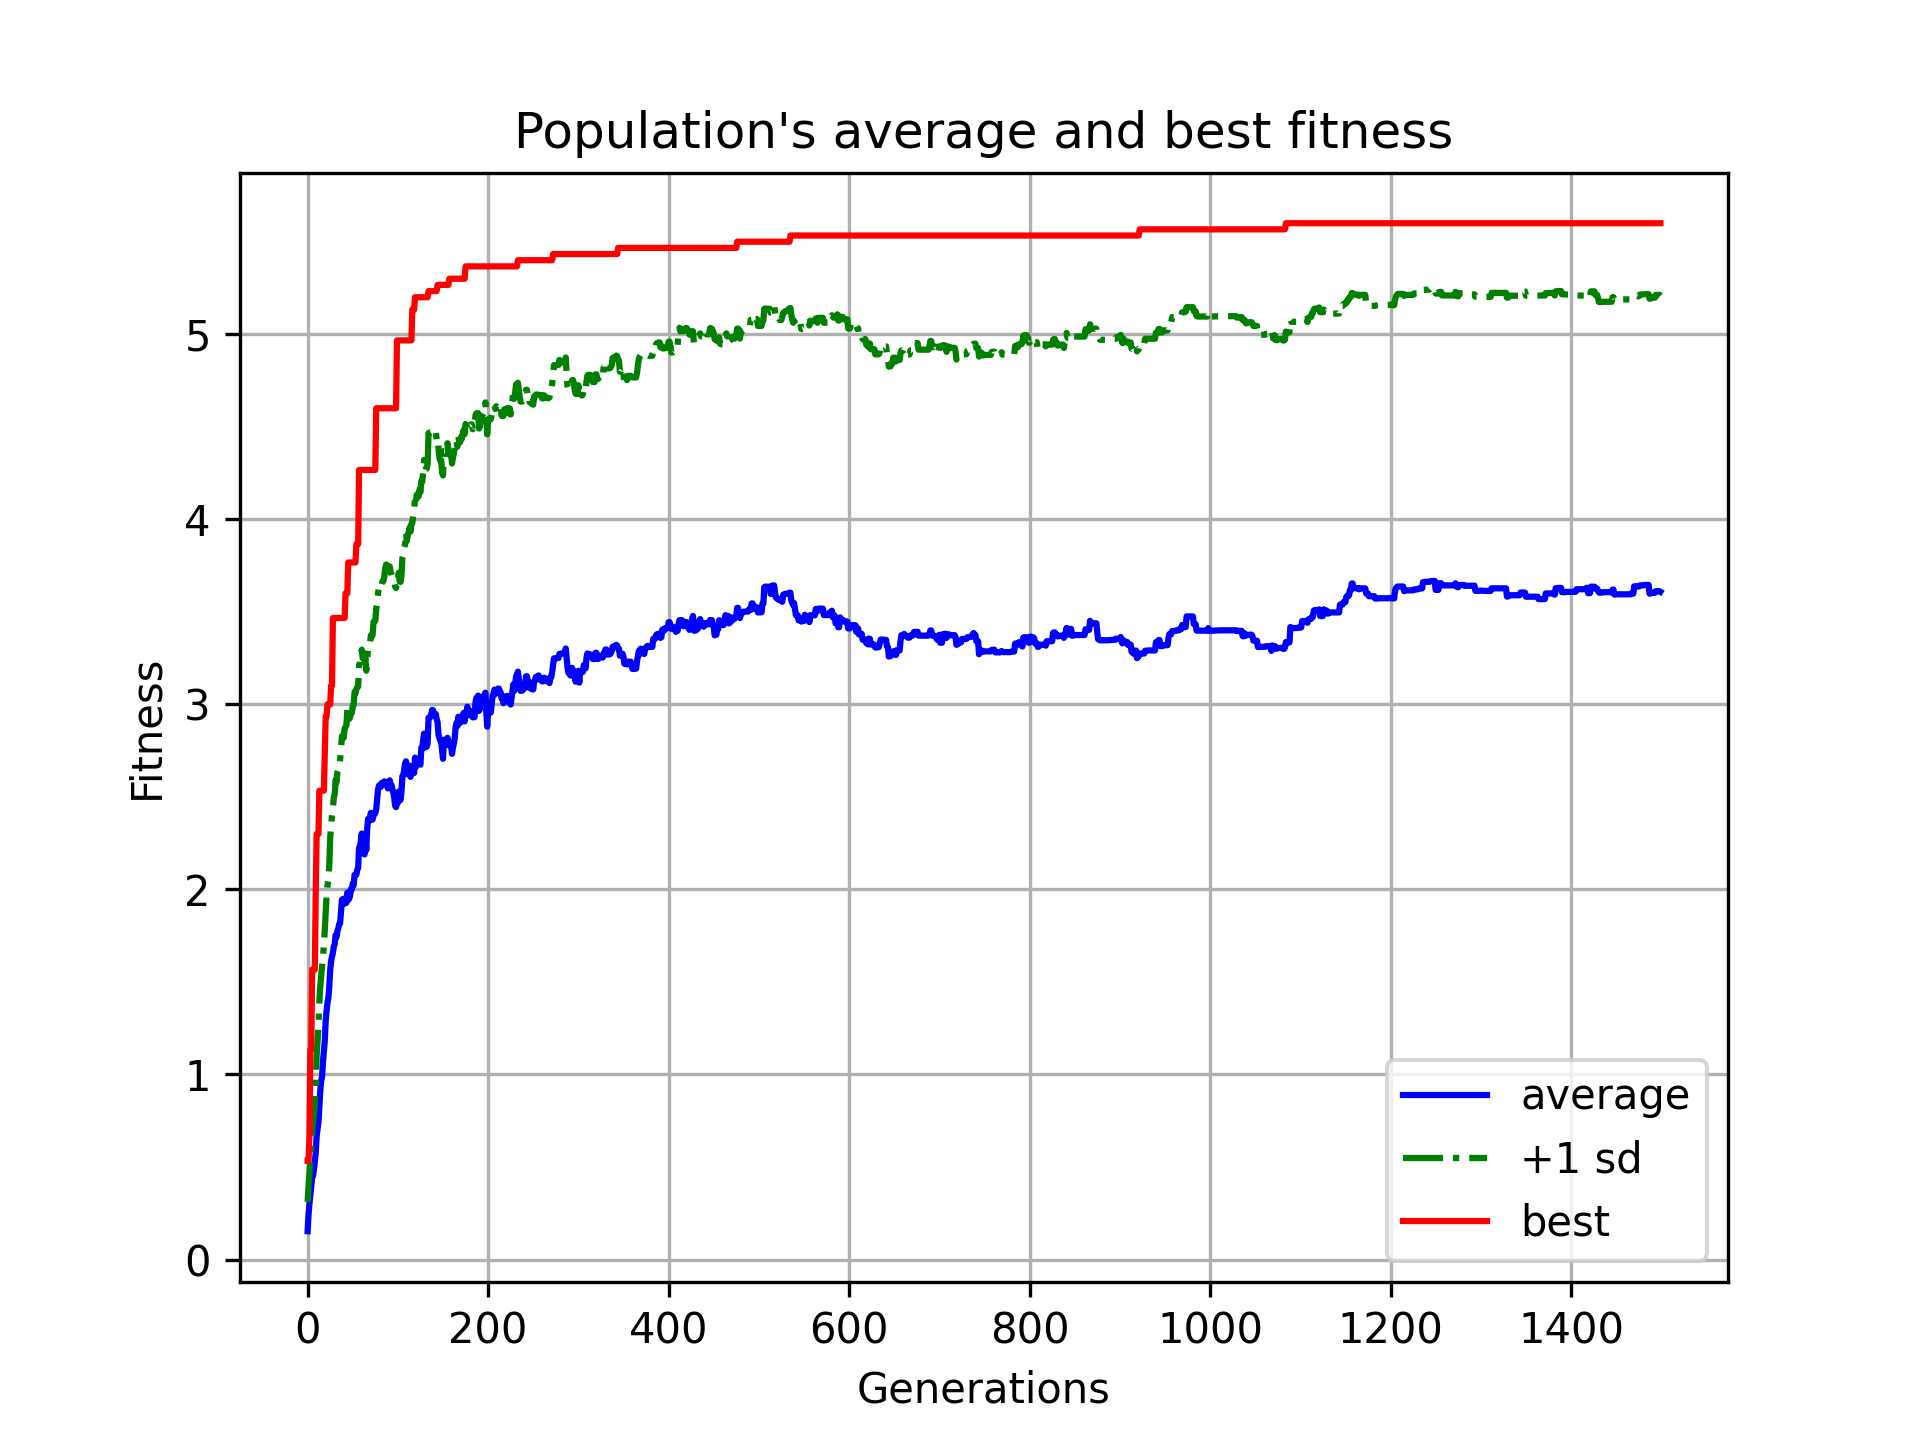 Population's average and best fitness
Fitness
5
4
3
2
1
0
0 200 400 600 800 1000 1200 1400
Generations
average
+1 sd
best